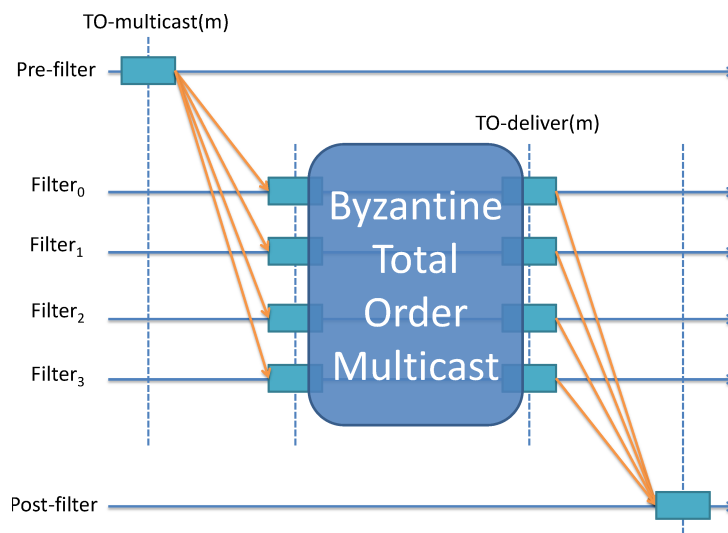 TO-multicast(m)
Pre-filter
TO-deliver(m)
Filter₀
Filter₁
Filter₂
Filter₃
Byzantine
Total
Order
Multicast
Post-filter